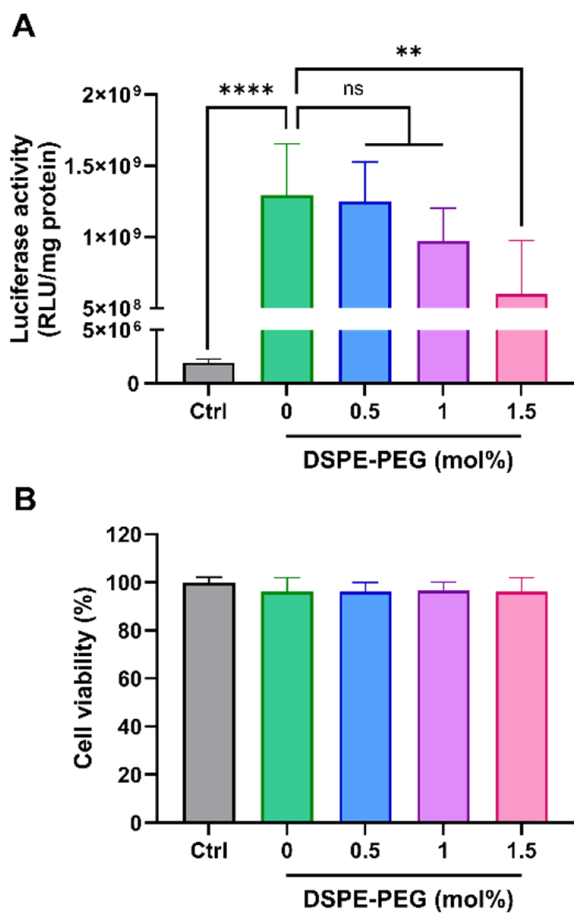 A
**
****
ns
2×10⁹
1.5×10⁹
1×10⁹
5×10⁸
5×10⁶
0
Luciferase activity
(RLU/mg protein)
Ctrl 0 0.5 1 1.5
DSPE-PEG (mol%)
B
120
100
80
60
40
20
0
Cell viability (%)
Ctrl 0 0.5 1 1.5
DSPE-PEG (mol%)